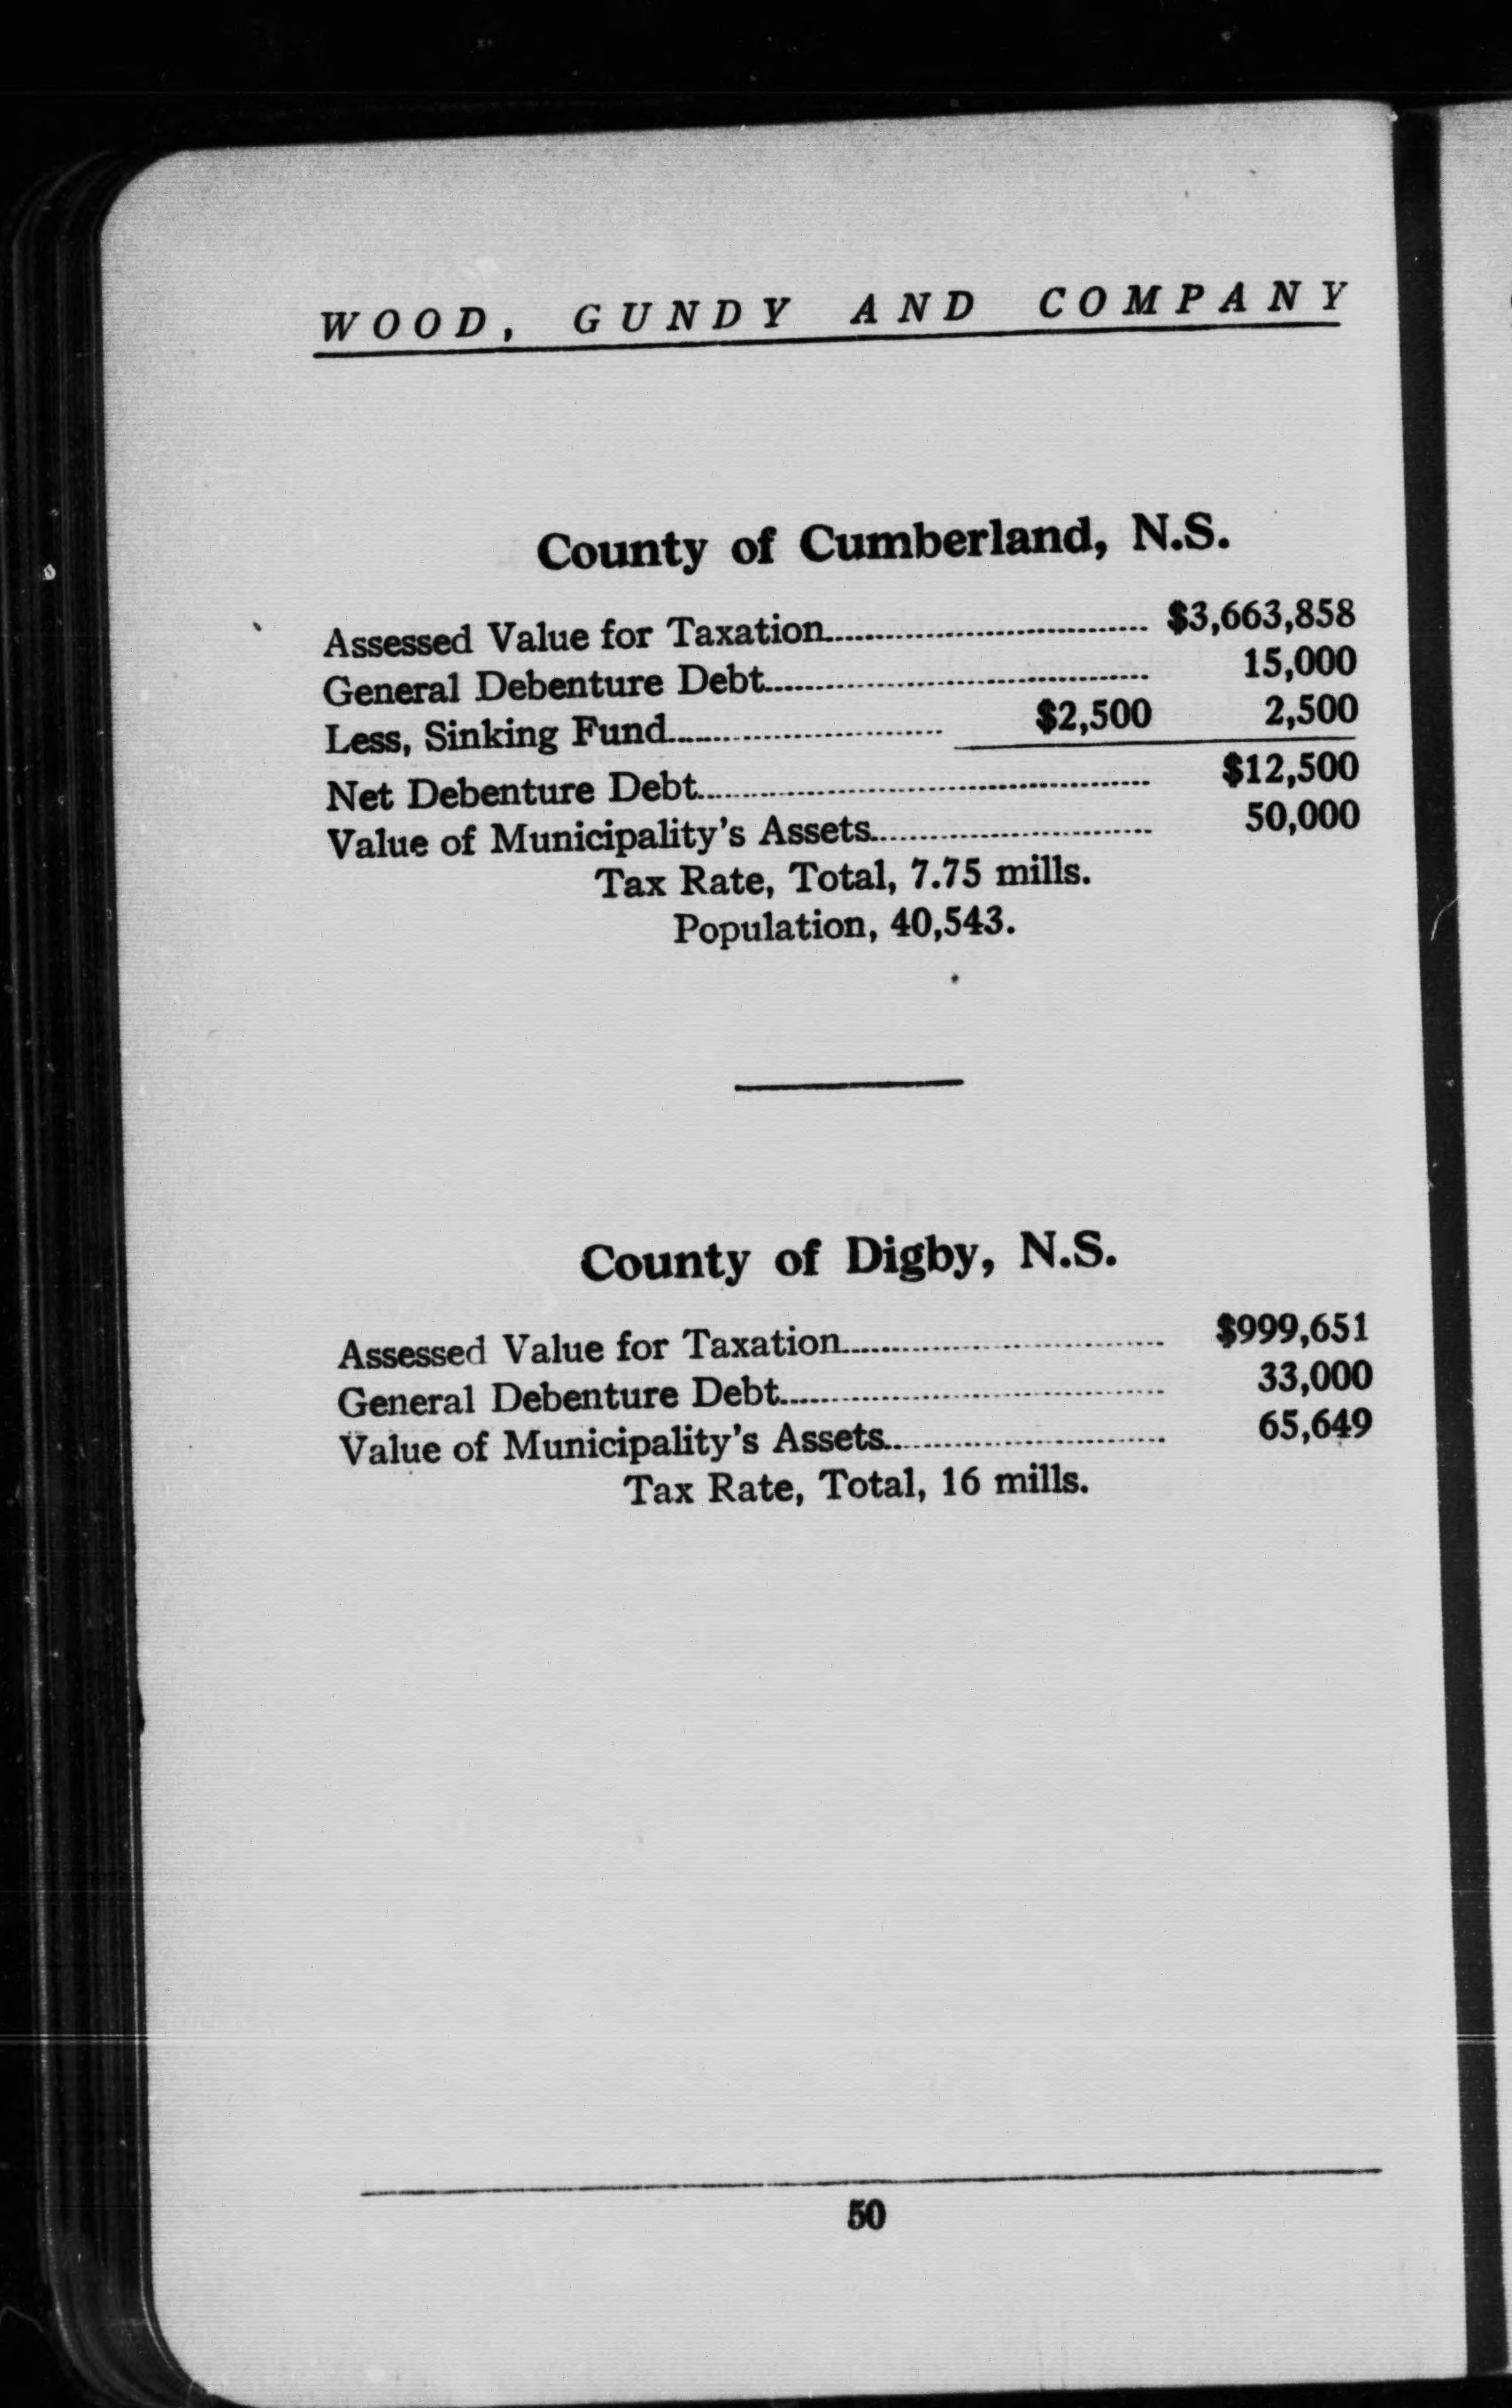 WOOD, GUNDY AND COMPANY
County of Cumberland, N.S.
Assessed Value for Taxation........................................ $3,663,858
General Debenture Debt........................................ 15,000
Less, Sinking Fund........................ $2,500 2,500
Net Debenture Debt........................................ $12,500
Value of Municipality's Assets........................................ 50,000
Tax Rate, Total, 7.75 mills.
Population, 40,543.
County of Digby, N.S.
Assessed Value for Taxation........................................ $999,651
General Debenture Debt........................................ 33,000
Value of Municipality's Assets........................................ 65,649
Tax Rate, Total, 16 mills.
50